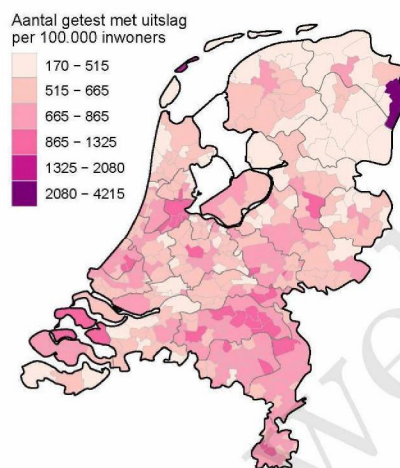 Aantal getest met uitslag
per 100.000 inwoners
170 – 515
515 – 665
665 – 865
865 – 1325
1325 – 2080
2080 – 4215